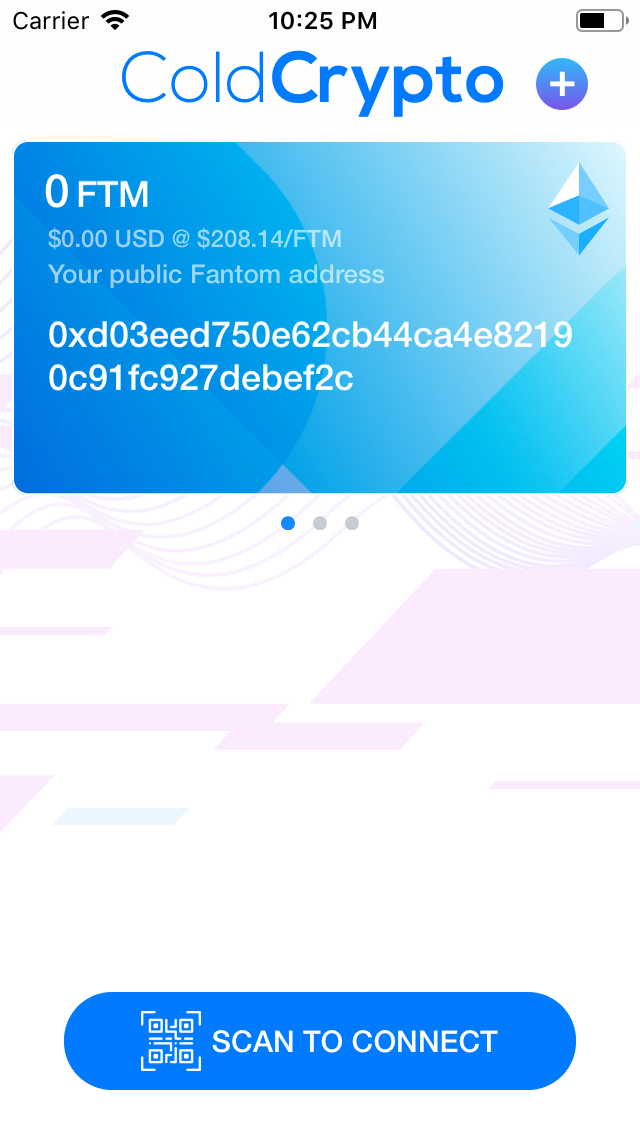 Carrier 10:25 PM
ColdCrypto
0 FTM
$0.00 USD @ $208.14/FTM
Your public Fantom address
0xd03eed750e62cb44ca4e8219
0c91fc927debef2c
SCAN TO CONNECT